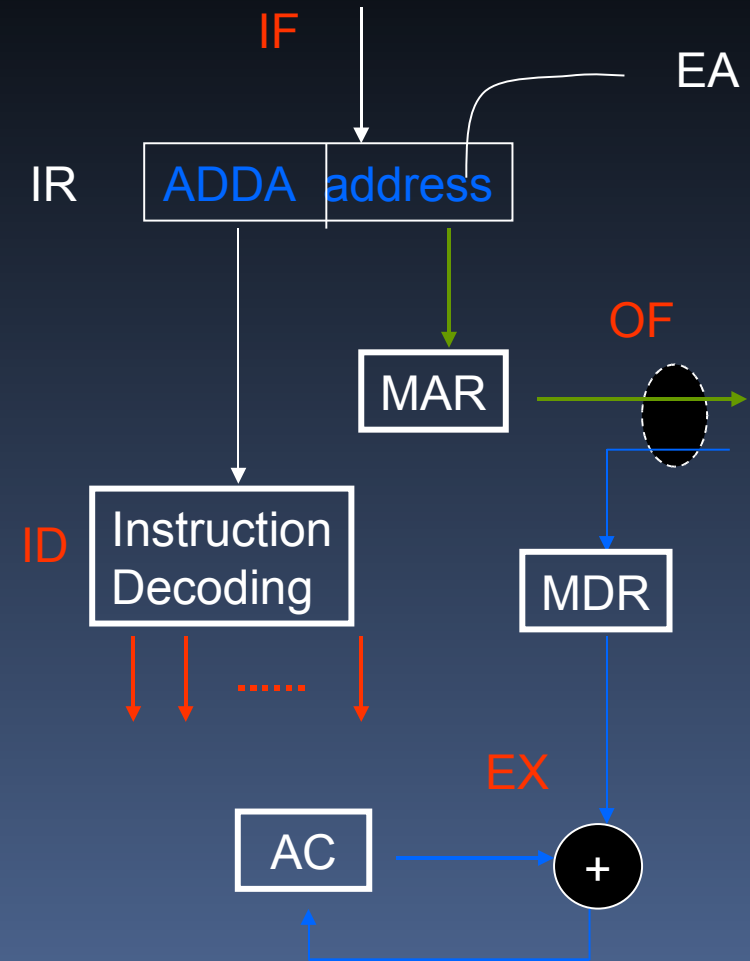 IF
EA
IR
ADDA address
OF
MAR
ID
Instruction
Decoding
......
MDR
EX
AC
+